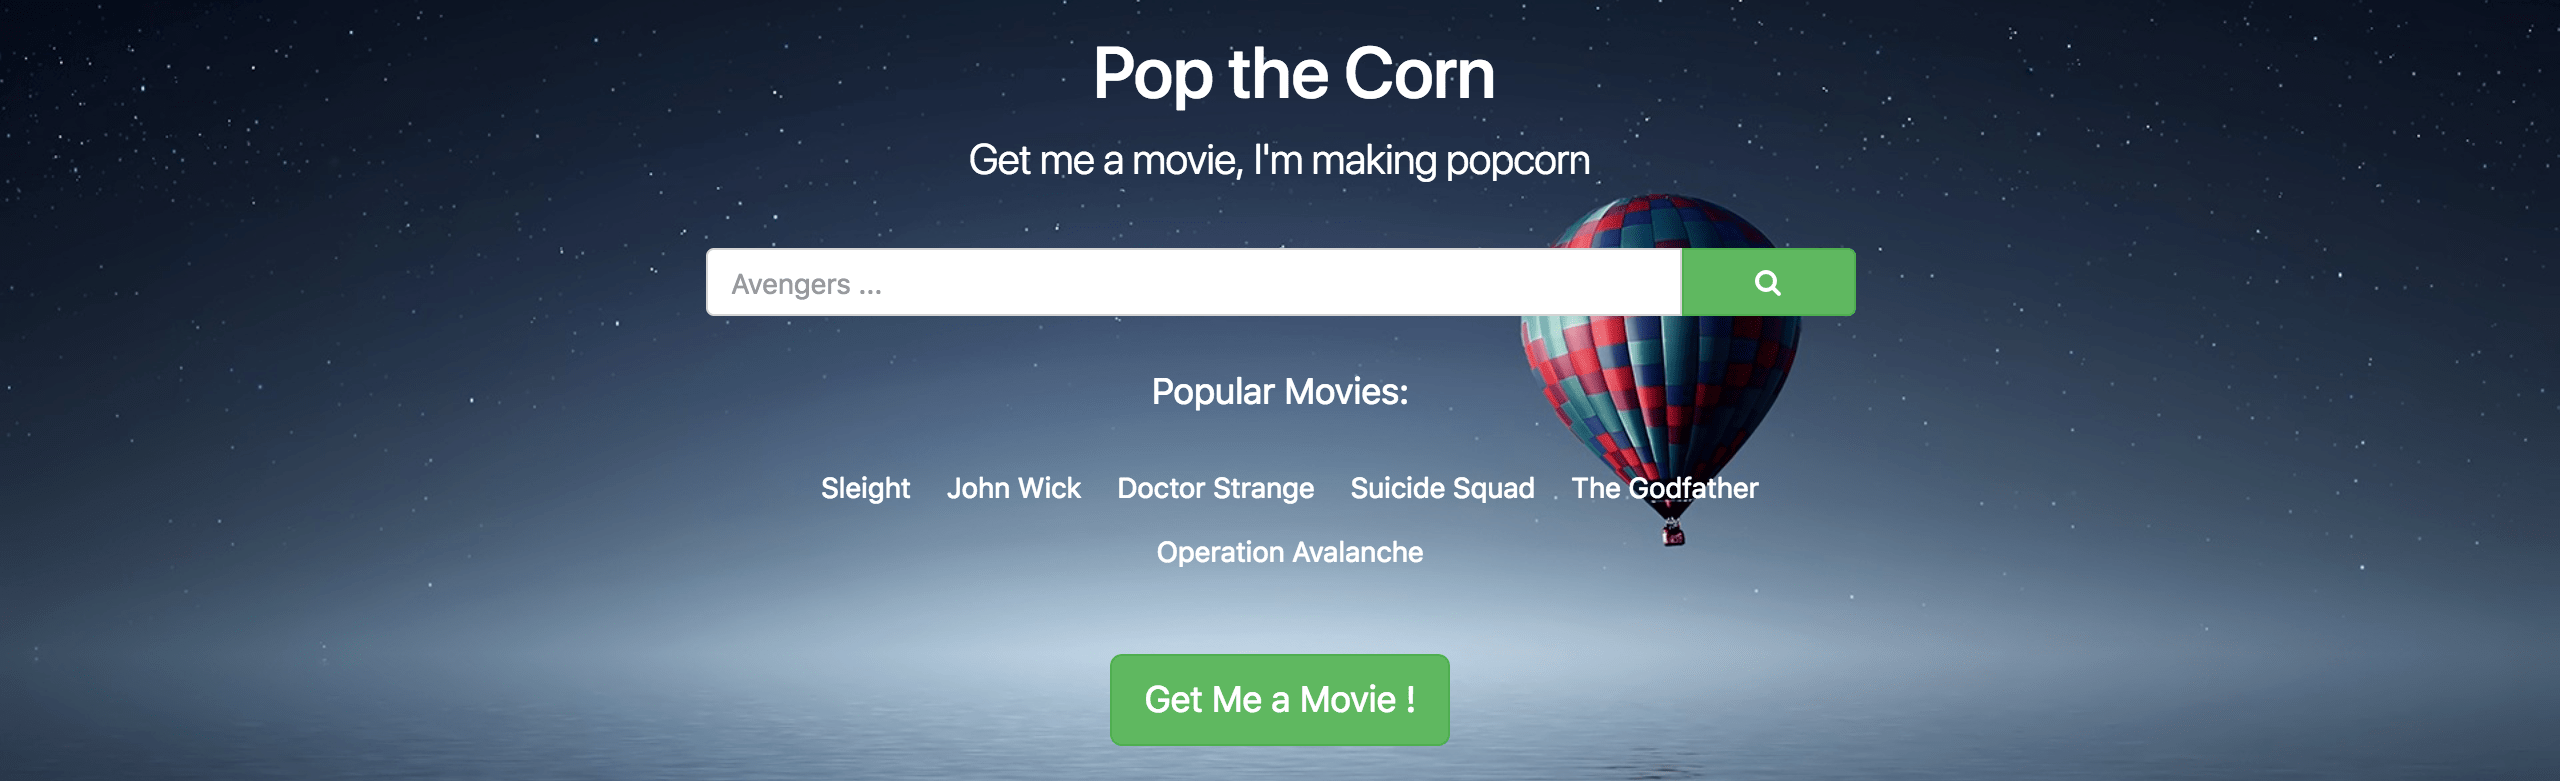 Pop the Corn
Get me a movie, I'm making popcorn
Avengers ...
Popular Movies:
Sleight John Wick Doctor Strange Suicide Squad The Godfather
Operation Avalanche
Get Me a Movie !